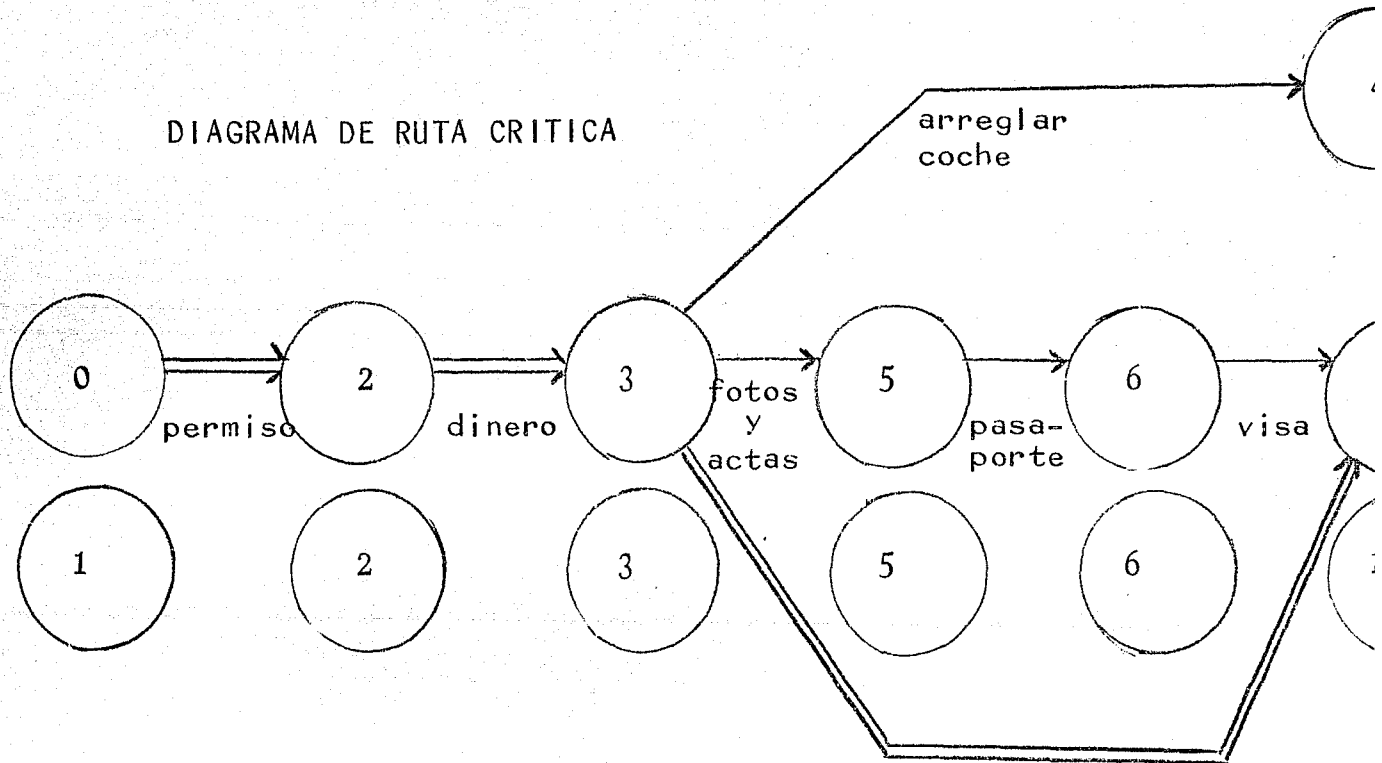 DIAGRAMA DE RUTA CRITICA
arreglar
coche
0
2
3
5
6
permiso
dinero
fotos
y
actas
pasa-
porte
visa
1
2
3
5
6